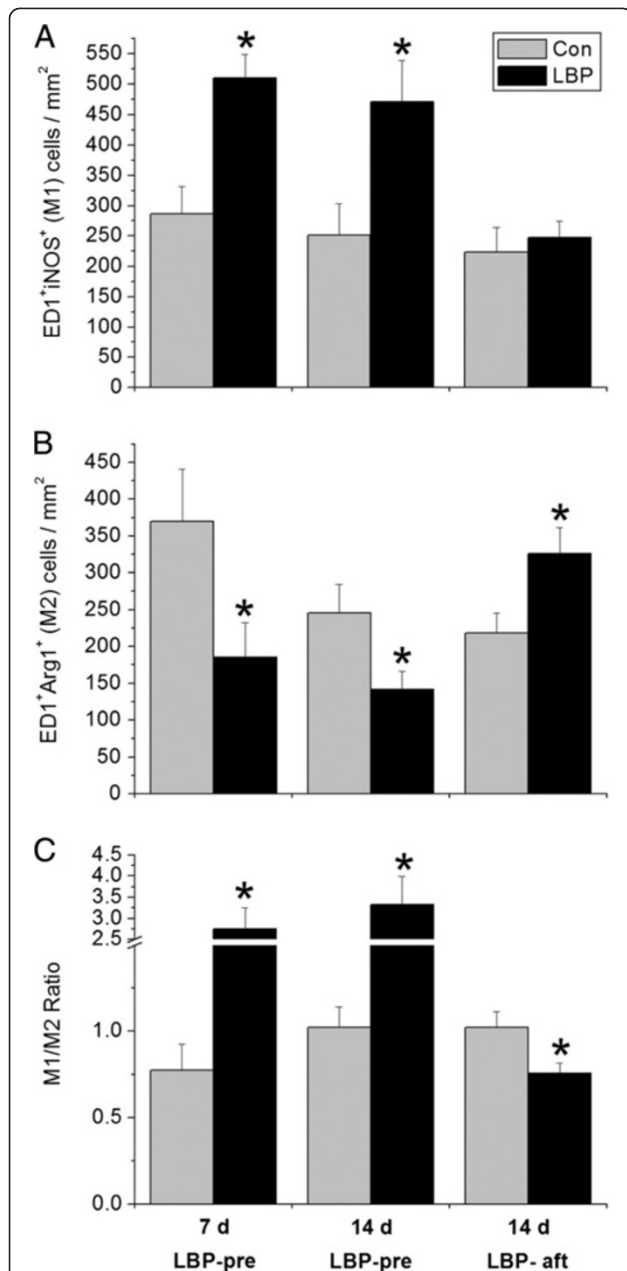 A
ED1⁺iNOS⁺ (M1) cells / mm²
550
500
450
400
350
300
250
200
150
100
50
0
*
*
Con
LBP
B
ED1⁺Arg1⁺ (M2) cells / mm²
450
400
350
300
250
200
150
100
50
0
*
*
*
C
M1/M2 Ratio
4.5
4.0
3.5
3.0
2.5
1.0
0.5
0.0
*
*
*
7 d
LBP-pre
14 d
LBP-pre
14 d
LBP- aft